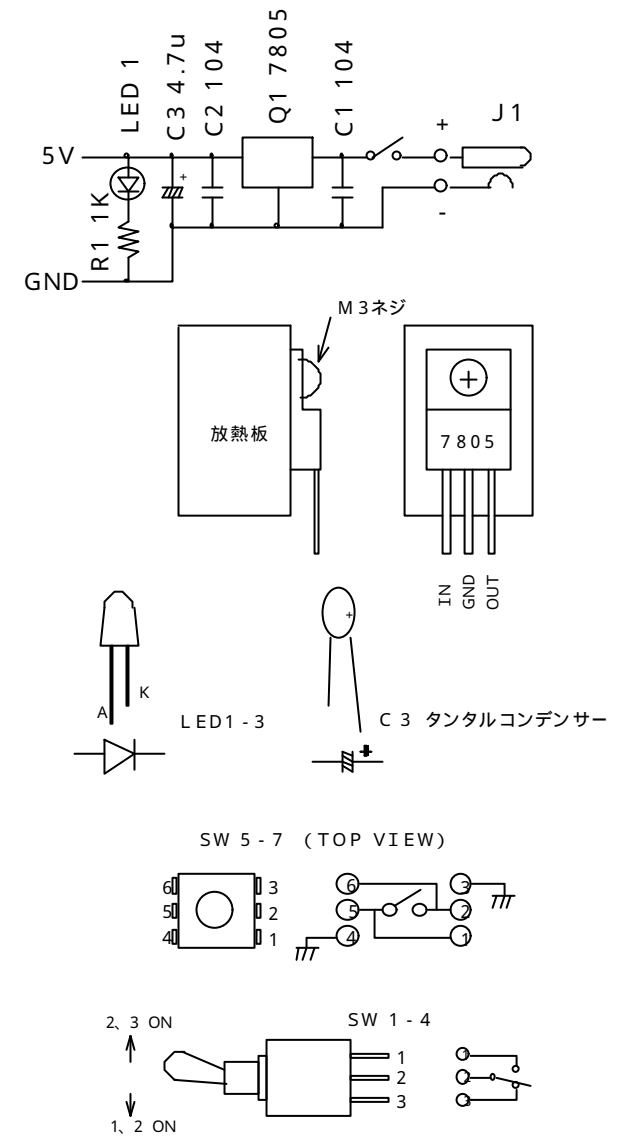 LED 1
C3 4.7u
C2 104
Q1 7805
C1 104
J1
+
5V
+
R1 1K
-
GND
M3ネジ
放熱板
7805
IN
GND
OUT
+
A
K
LED1-3
C3 タンタルコンデンサー
+
SW 5-7 (TOP VIEW)
6 3
5 2
4 1
6 3
5 2
4 1
SW 1-4
2、3 ON
1
2
3
1
2
3
1、2 ON